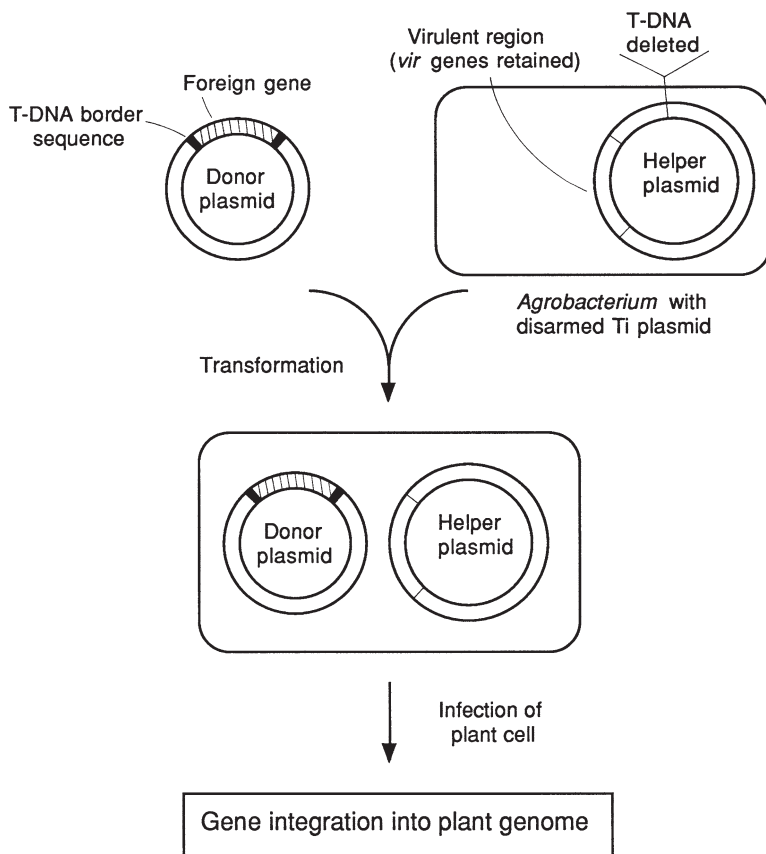 Foreign gene
T-DNA border
sequence
Donor
plasmid
Virulent region
(vir genes retained)
T-DNA
deleted
Helper
plasmid
Agrobacterium with
disarmed Ti plasmid
Transformation
Donor
plasmid
Helper
plasmid
Infection of
plant cell
Gene integration into plant genome